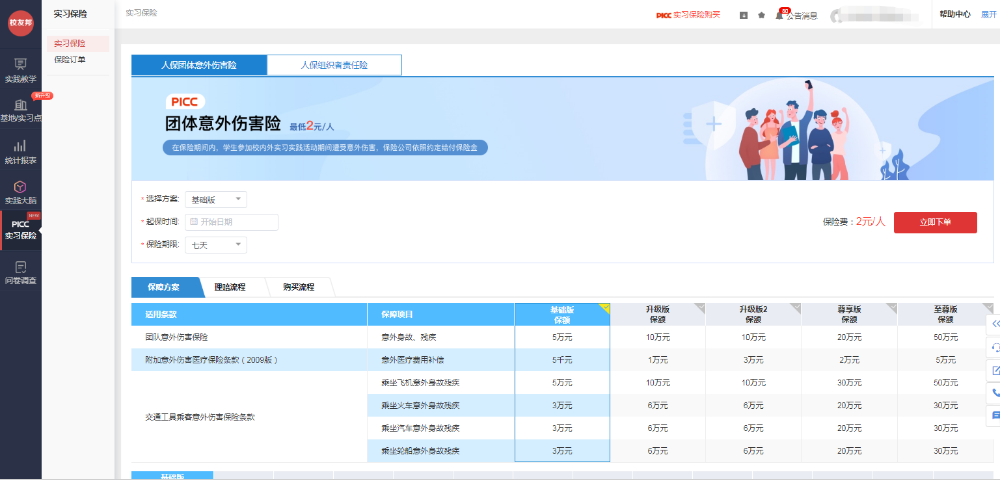 校友邦
实践教学
新升级
基地/实习点
统计报表
实践大脑
NEW
PICC
实习保险
问卷调查
实习保险
实习保险
保险订单
实习保险
PICC 实习保险购买
80
公告消息
帮助中心
展开
人保团体意外伤害险
人保组织者责任险
PICC
团体意外伤害险 最低2元/人
在保险期间内，学生参加校内外实习实践活动期间遭受意外伤害，保险公司依照约定给付保险金
* 选择方案: 基础版
* 起保时间: 开始日期
* 保险期限: 七天
保险费：2元/人
立即下单
保障方案 理赔流程 购买流程
适用条款 保障项目 基础版 保额 升级版 保额 升级版2 保额 尊享版 保额 至尊版 保额
团队意外伤害保险 意外身故、残疾 5万元 10万元 10万元 20万元 50万元
附加意外伤害医疗保险条款（2009版） 意外医疗费用补偿 5千元 1万元 3万元 2万元 5万元
交通工具乘客意外伤害保险条款
乘坐飞机意外身故残疾 5万元 10万元 10万元 30万元 50万元
乘坐火车意外身故残疾 3万元 6万元 6万元 20万元 30万元
乘坐汽车意外身故残疾 3万元 6万元 6万元 20万元 30万元
乘坐轮船意外身故残疾 3万元 6万元 6万元 20万元 30万元
基础版